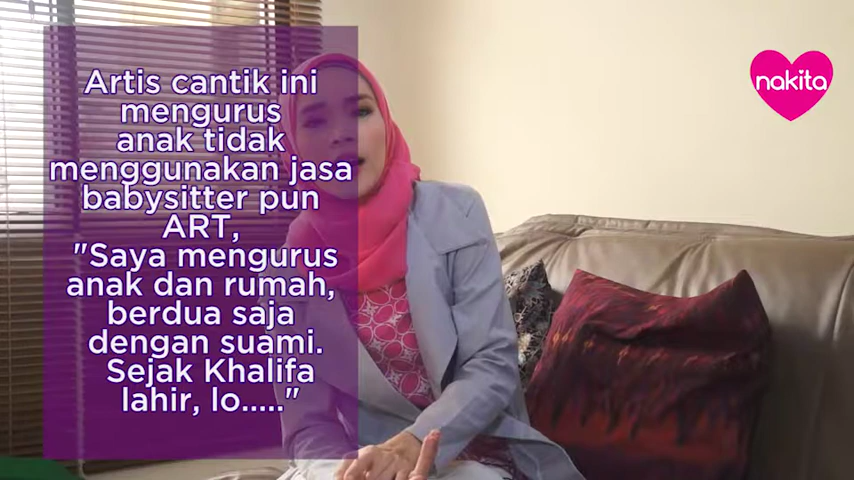 Artis cantik ini
mengurus
anak tidak
menggunakan jasa
babysitter pun
ART,
"Saya mengurus
anak dan rumah,
berdua saja
dengan suami.
Sejak Khalifa
lahir, lo....."
nakita